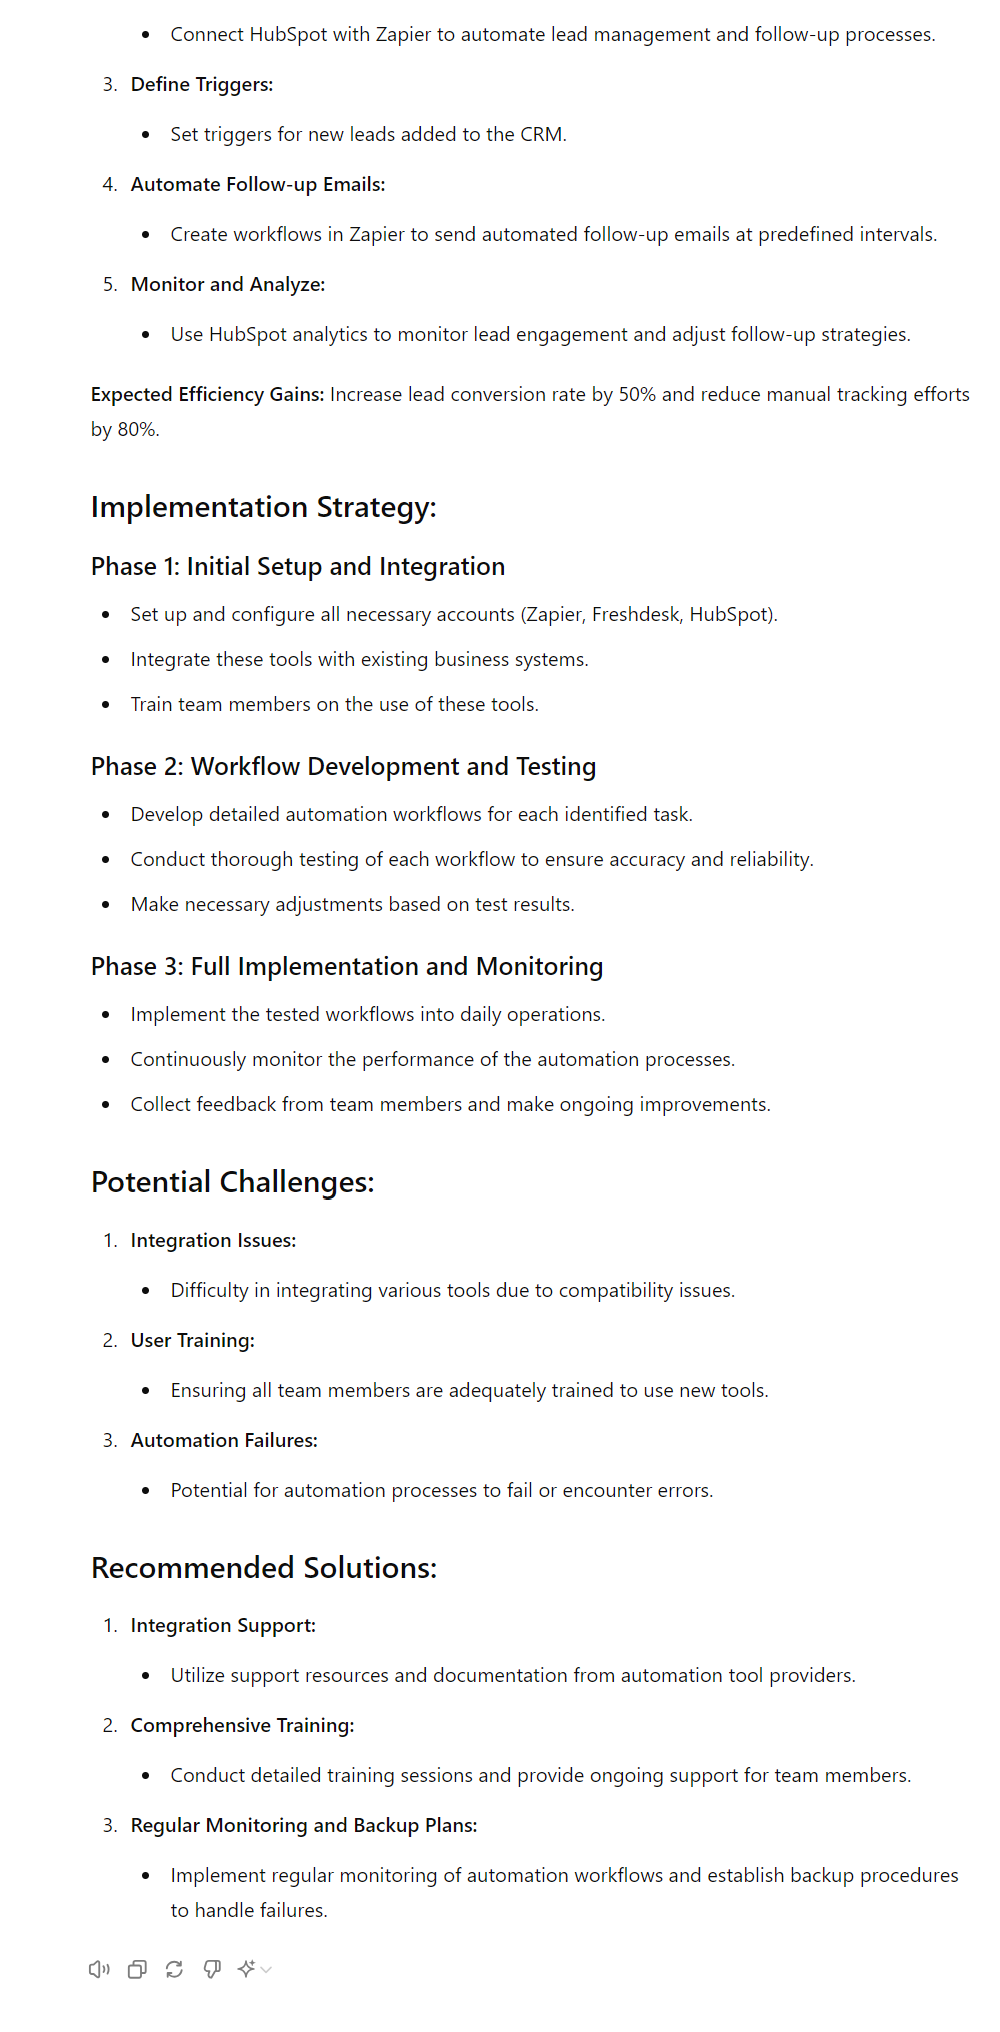 • Connect HubSpot with Zapier to automate lead management and follow-up processes.
3. Define Triggers:
• Set triggers for new leads added to the CRM.
4. Automate Follow-up Emails:
• Create workflows in Zapier to send automated follow-up emails at predefined intervals.
5. Monitor and Analyze:
• Use HubSpot analytics to monitor lead engagement and adjust follow-up strategies.
Expected Efficiency Gains: Increase lead conversion rate by 50% and reduce manual tracking efforts
by 80%.
Implementation Strategy:
Phase 1: Initial Setup and Integration
• Set up and configure all necessary accounts (Zapier, Freshdesk, HubSpot).
• Integrate these tools with existing business systems.
• Train team members on the use of these tools.
Phase 2: Workflow Development and Testing
• Develop detailed automation workflows for each identified task.
• Conduct thorough testing of each workflow to ensure accuracy and reliability.
• Make necessary adjustments based on test results.
Phase 3: Full Implementation and Monitoring
• Implement the tested workflows into daily operations.
• Continuously monitor the performance of the automation processes.
• Collect feedback from team members and make ongoing improvements.
Potential Challenges:
1. Integration Issues:
• Difficulty in integrating various tools due to compatibility issues.
2. User Training:
• Ensuring all team members are adequately trained to use new tools.
3. Automation Failures:
• Potential for automation processes to fail or encounter errors.
Recommended Solutions:
1. Integration Support:
• Utilize support resources and documentation from automation tool providers.
2. Comprehensive Training:
• Conduct detailed training sessions and provide ongoing support for team members.
3. Regular Monitoring and Backup Plans:
• Implement regular monitoring of automation workflows and establish backup procedures
to handle failures.